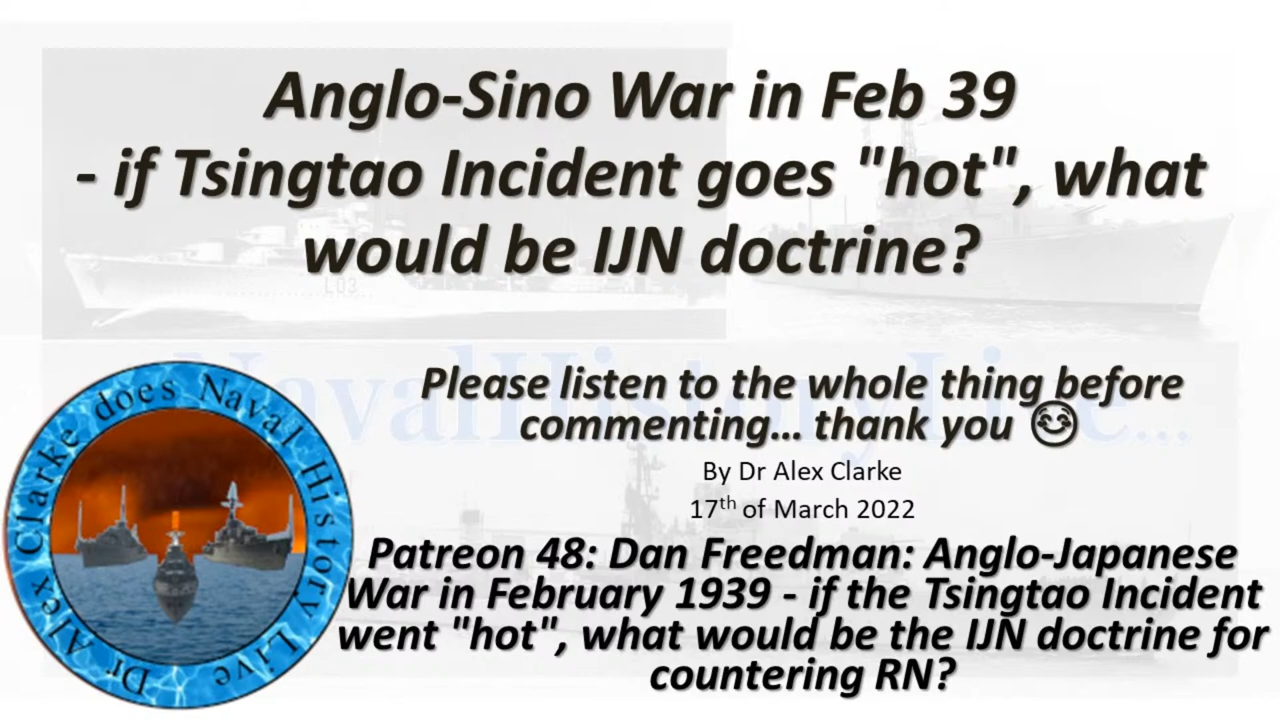 Anglo-Sino War in Feb 39
- if Tsingtao Incident goes "hot", what
would be IJN doctrine?
NavalHistoryLive...
Please listen to the whole thing before
commenting... thank you 😊
By Dr Alex Clarke
17th of March 2022
Patreon 48: Dan Freedman: Anglo-Japanese
War in February 1939 - if the Tsingtao Incident
went "hot", what would be the IJN doctrine for
countering RN?
Dr Alex Clarke does Naval History Live
L03